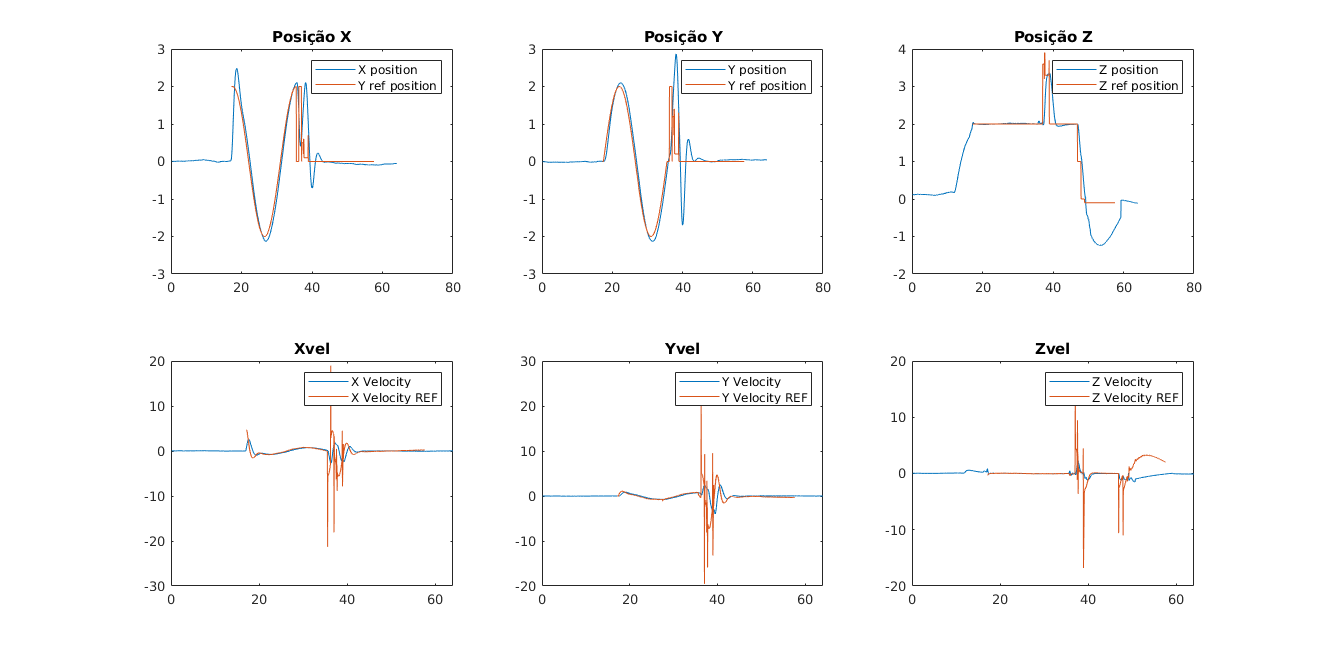 Posição X
3
2
1
0
-1
-2
-3
0 20 40 60 80
X position
Y ref position
Posição Y
3
2
1
0
-1
-2
-3
0 20 40 60 80
Y position
Y ref position
Posição Z
4
3
2
1
0
-1
-2
0 20 40 60 80
Z position
Z ref position
Xvel
20
10
0
-10
-20
-30
0 20 40 60
X Velocity
X Velocity REF
Yvel
30
20
10
0
-10
-20
0 20 40 60
Y Velocity
Y Velocity REF
Zvel
20
10
0
-10
-20
0 20 40 60
Z Velocity
Z Velocity REF